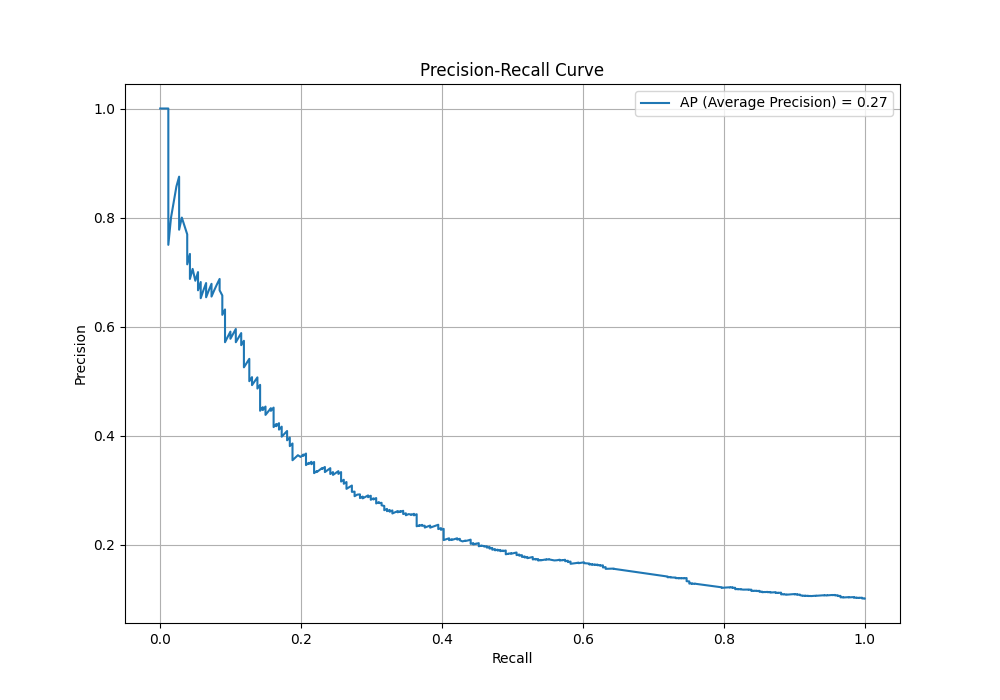 Precision-Recall Curve
AP (Average Precision) = 0.27
1.0
0.8
0.6
0.4
0.2
Precision
0.0 0.2 0.4 0.6 0.8 1.0
Recall